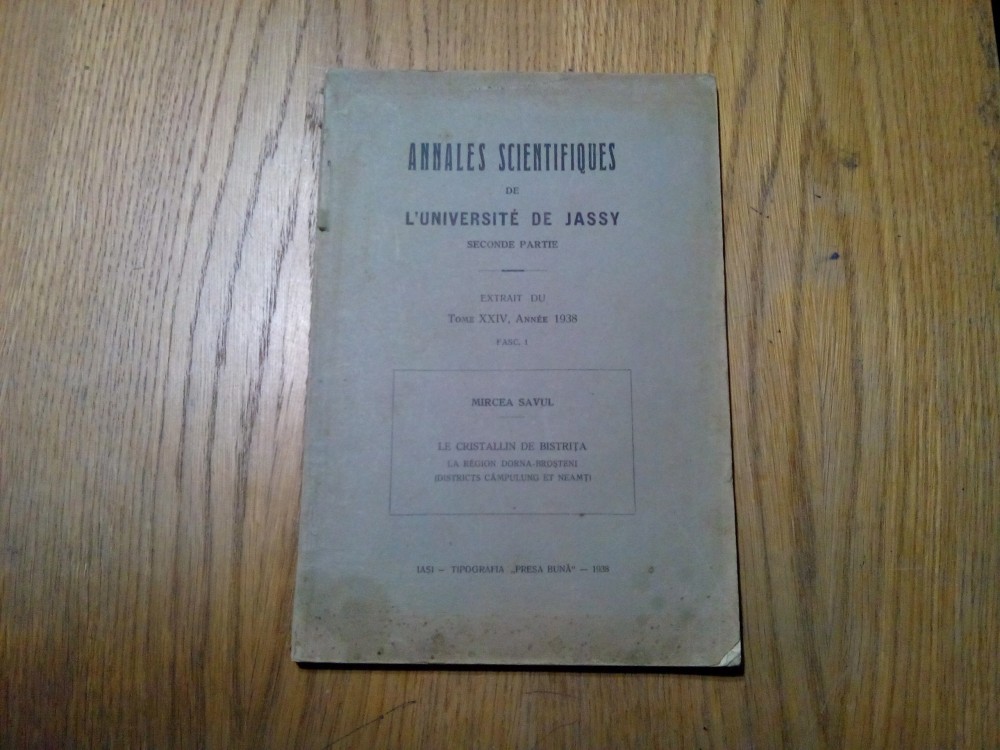 ANNALES SCIENTIFIQUES
DE
L'UNIVERSITÉ DE JASSY
SECONDE PARTIE
EXTRAIT DU
TOME XXIV, ANNÉE 1938
FASC. 1
MIRCEA SAVUL
LE CRISTALLIN DE BISTRIȚA
LA RÉGION DORNA-BROȘTENI
(DISTRICTS CÂMPULUNG ET NEAMȚ)
IAȘI — TIPOGRAFIA „PRESA BUNĂ“ — 1938